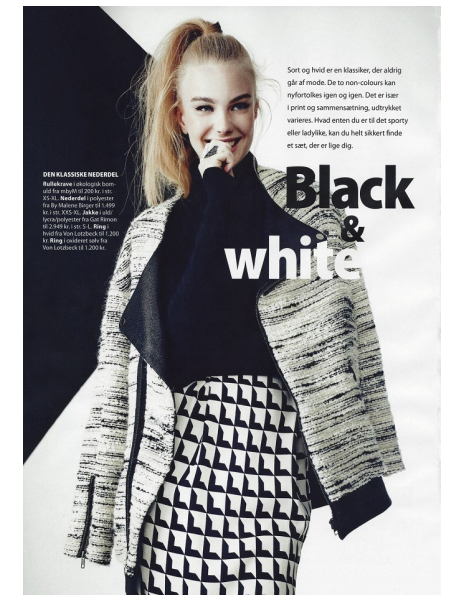 Sort og hvid er en klassiker, der aldrig
går af mode. De to non-colours kan
nyfortolkes igen og igen. Det er især
i print og sammensætning, udtrykket
varieres. Hvad enten du er til det sporty
eller ladylike, kan du helt sikkert finde
et sæt, der er lige dig.
Black
&
white
DEN KLASSISKE NEDERDEL
Rullekrave i økologisk bom-
uld fra mbyM til 200 kr. i str.
XS-XL. Nederdel i polyester
fra By Malene Birger til 1.499
kr. i str. XXS-XL. Jakke i uld/
lycra/polyester fra Gat Rimon
til 2.949 kr. i str. S-L. Ring i
hvid fra Von Lotzbeck til 1.200
kr. Ring i oxideret sølv fra
Von Lotzbeck til 1.200 kr.